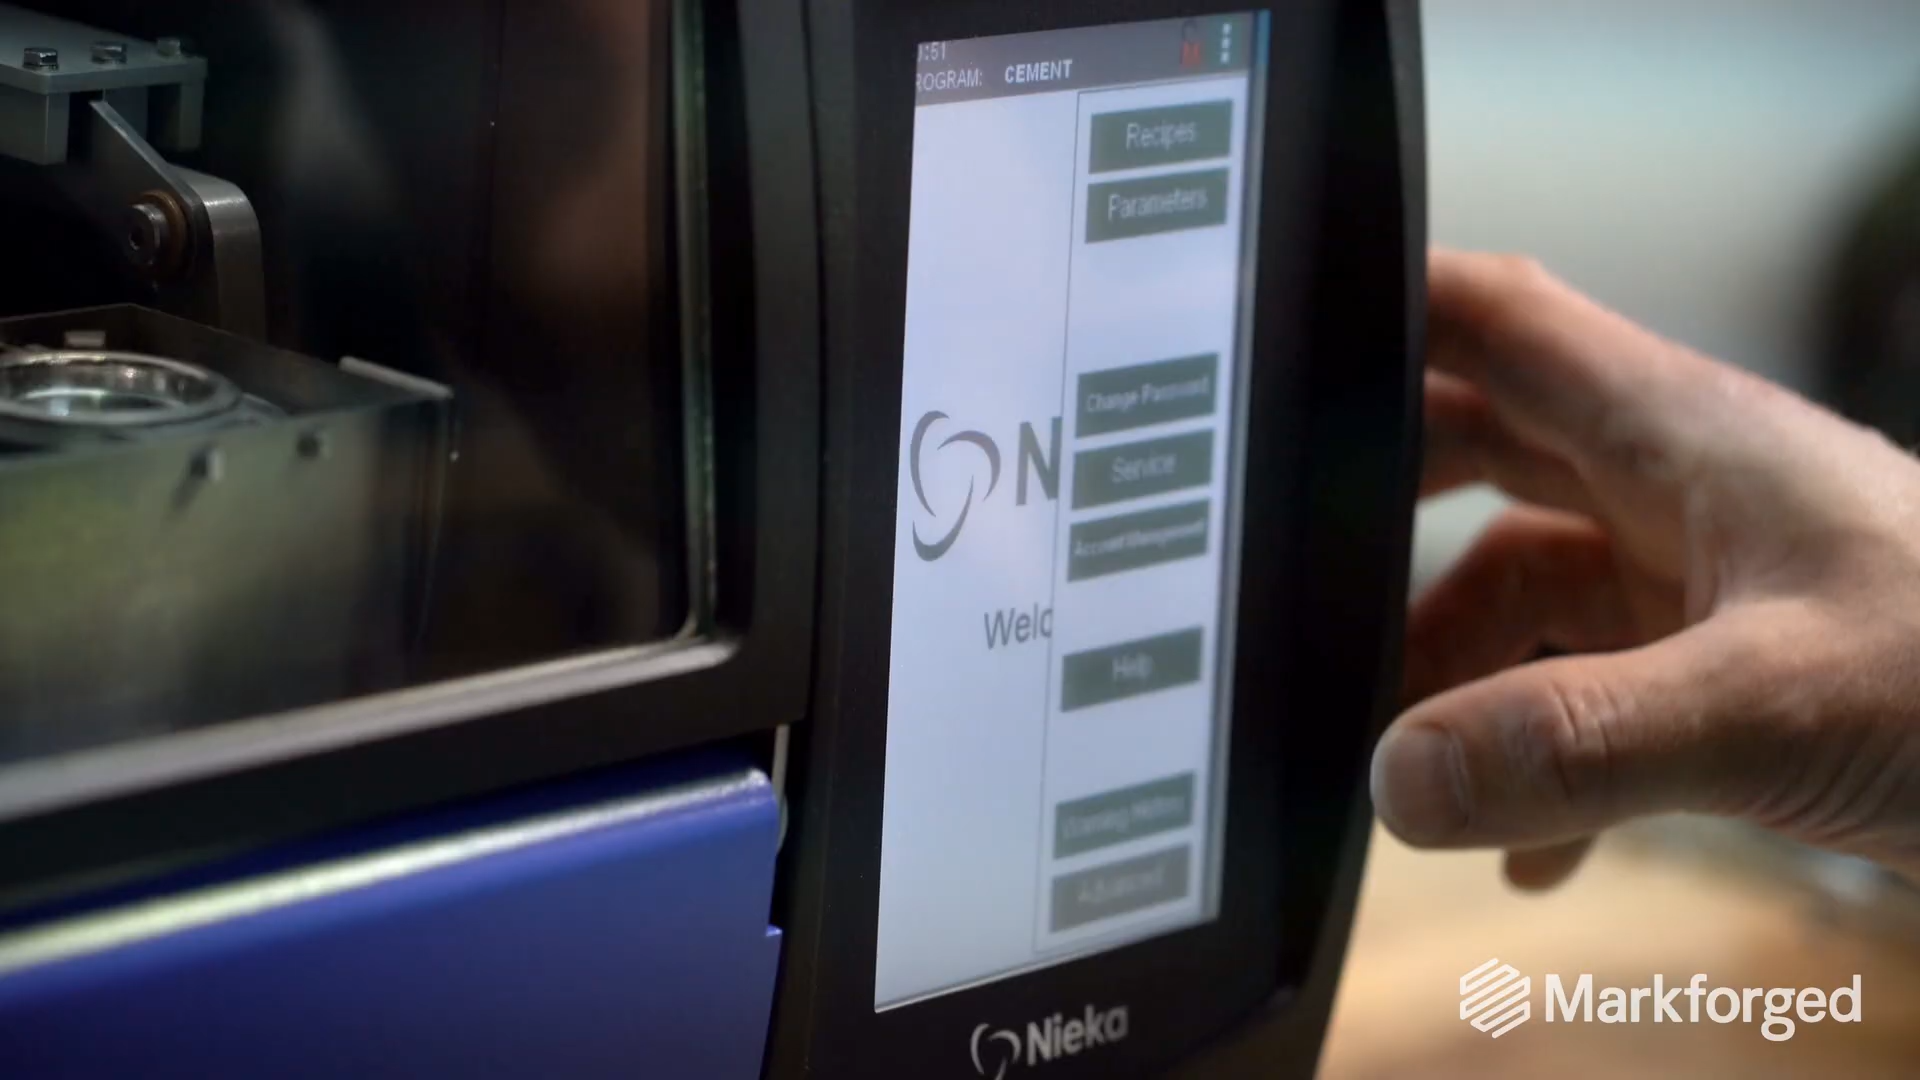 :51
ROGRAM: CEMENT
Recipes
Parameters
Change Password
N
Service
Account Management
Welc
Help
Advanced
Nieka
Markforged